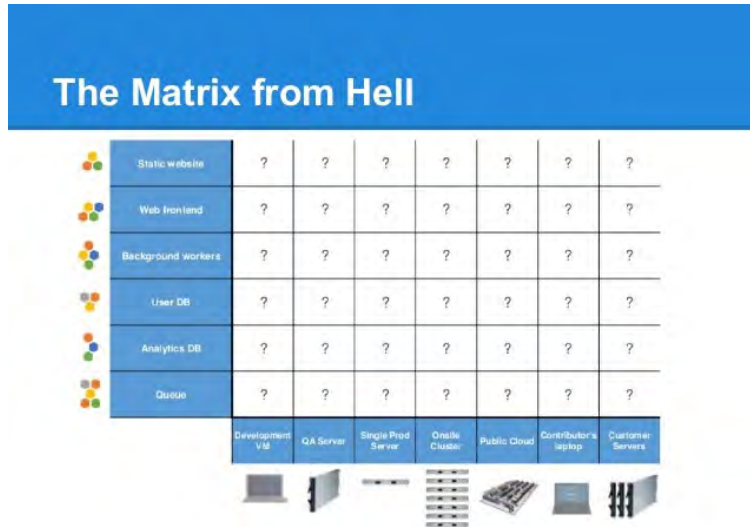 The Matrix from Hell
Static website ? ? ? ? ? ? ?
Web frontend ? ? ? ? ? ? ?
Background workers ? ? ? ? ? ? ?
User DB ? ? ? ? ? ? ?
Analytics DB ? ? ? ? ? ? ?
Queue ? ? ? ? ? ? ?
Development VM QA Server Single Prod Server Onsite Cluster Public Cloud Contributor's laptop Customer Servers